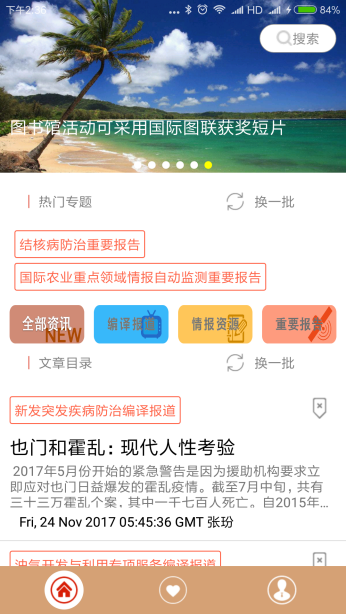 下午2:36 ... HD 84%
搜索
图书馆活动可采用国际图联获奖短片
热门专题 换一批
结核病防治重要报告
国际农业重点领域情报自动监测重要报告
全部资讯 NEW 编译报道 情报资源 重要报告
文章目录 换一批
新发突发疾病防治编译报道
也门和霍乱：现代人性考验
2017年5月份开始的紧急警告是因为援助机构要求立
即应对也门日益爆发的霍乱疫情。截至7月中旬，共有
三十三万霍乱个案，其中一千七百人死亡。自2015年...
Fri, 24 Nov 2017 05:45:36 GMT 张玢
油气开发与利用专项服务编译报道